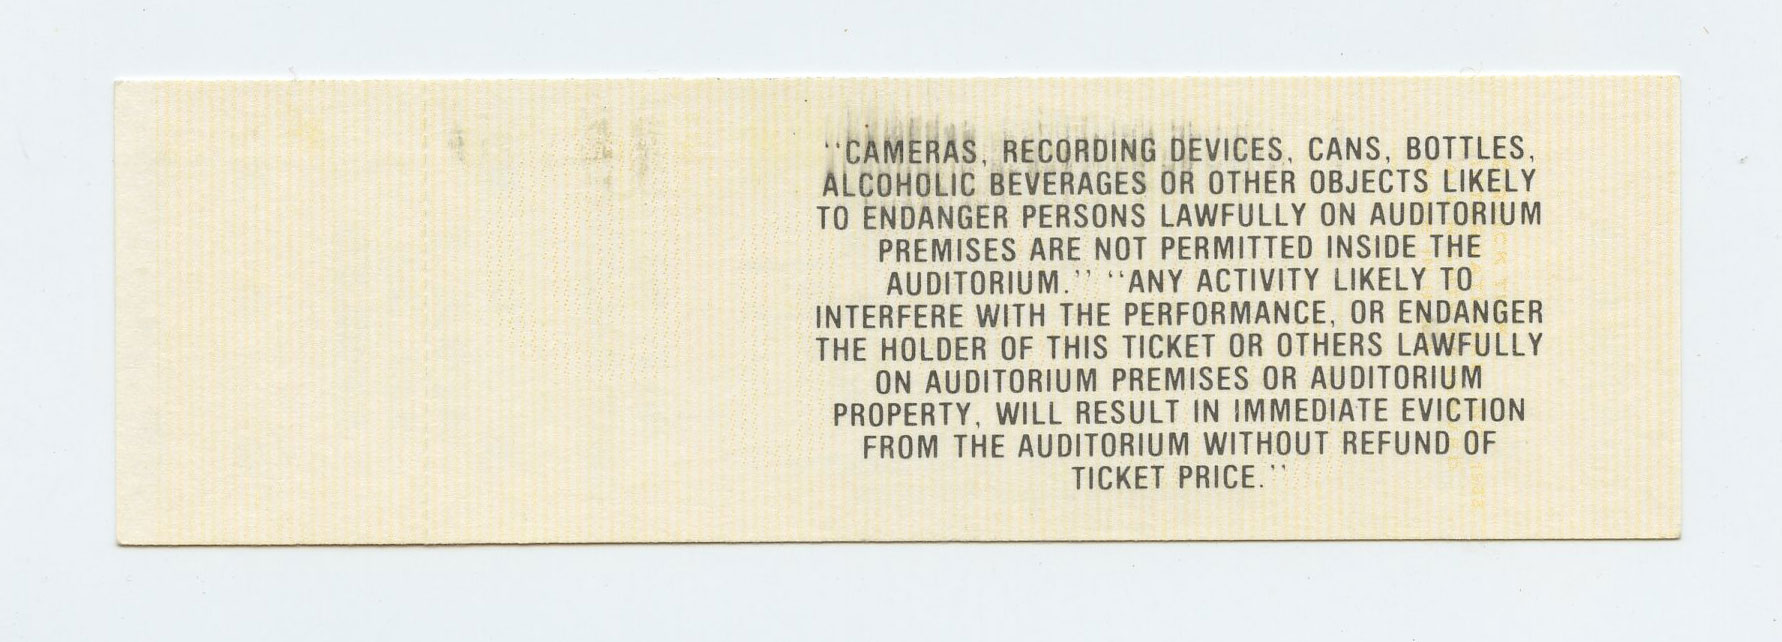 “CAMERAS, RECORDING DEVICES, CANS, BOTTLES,
ALCOHOLIC BEVERAGES OR OTHER OBJECTS LIKELY
TO ENDANGER PERSONS LAWFULLY ON AUDITORIUM
PREMISES ARE NOT PERMITTED INSIDE THE
AUDITORIUM.” “ANY ACTIVITY LIKELY TO
INTERFERE WITH THE PERFORMANCE, OR ENDANGER
THE HOLDER OF THIS TICKET OR OTHERS LAWFULLY
ON AUDITORIUM PREMISES OR AUDITORIUM
PROPERTY, WILL RESULT IN IMMEDIATE EVICTION
FROM THE AUDITORIUM WITHOUT REFUND OF
TICKET PRICE.”